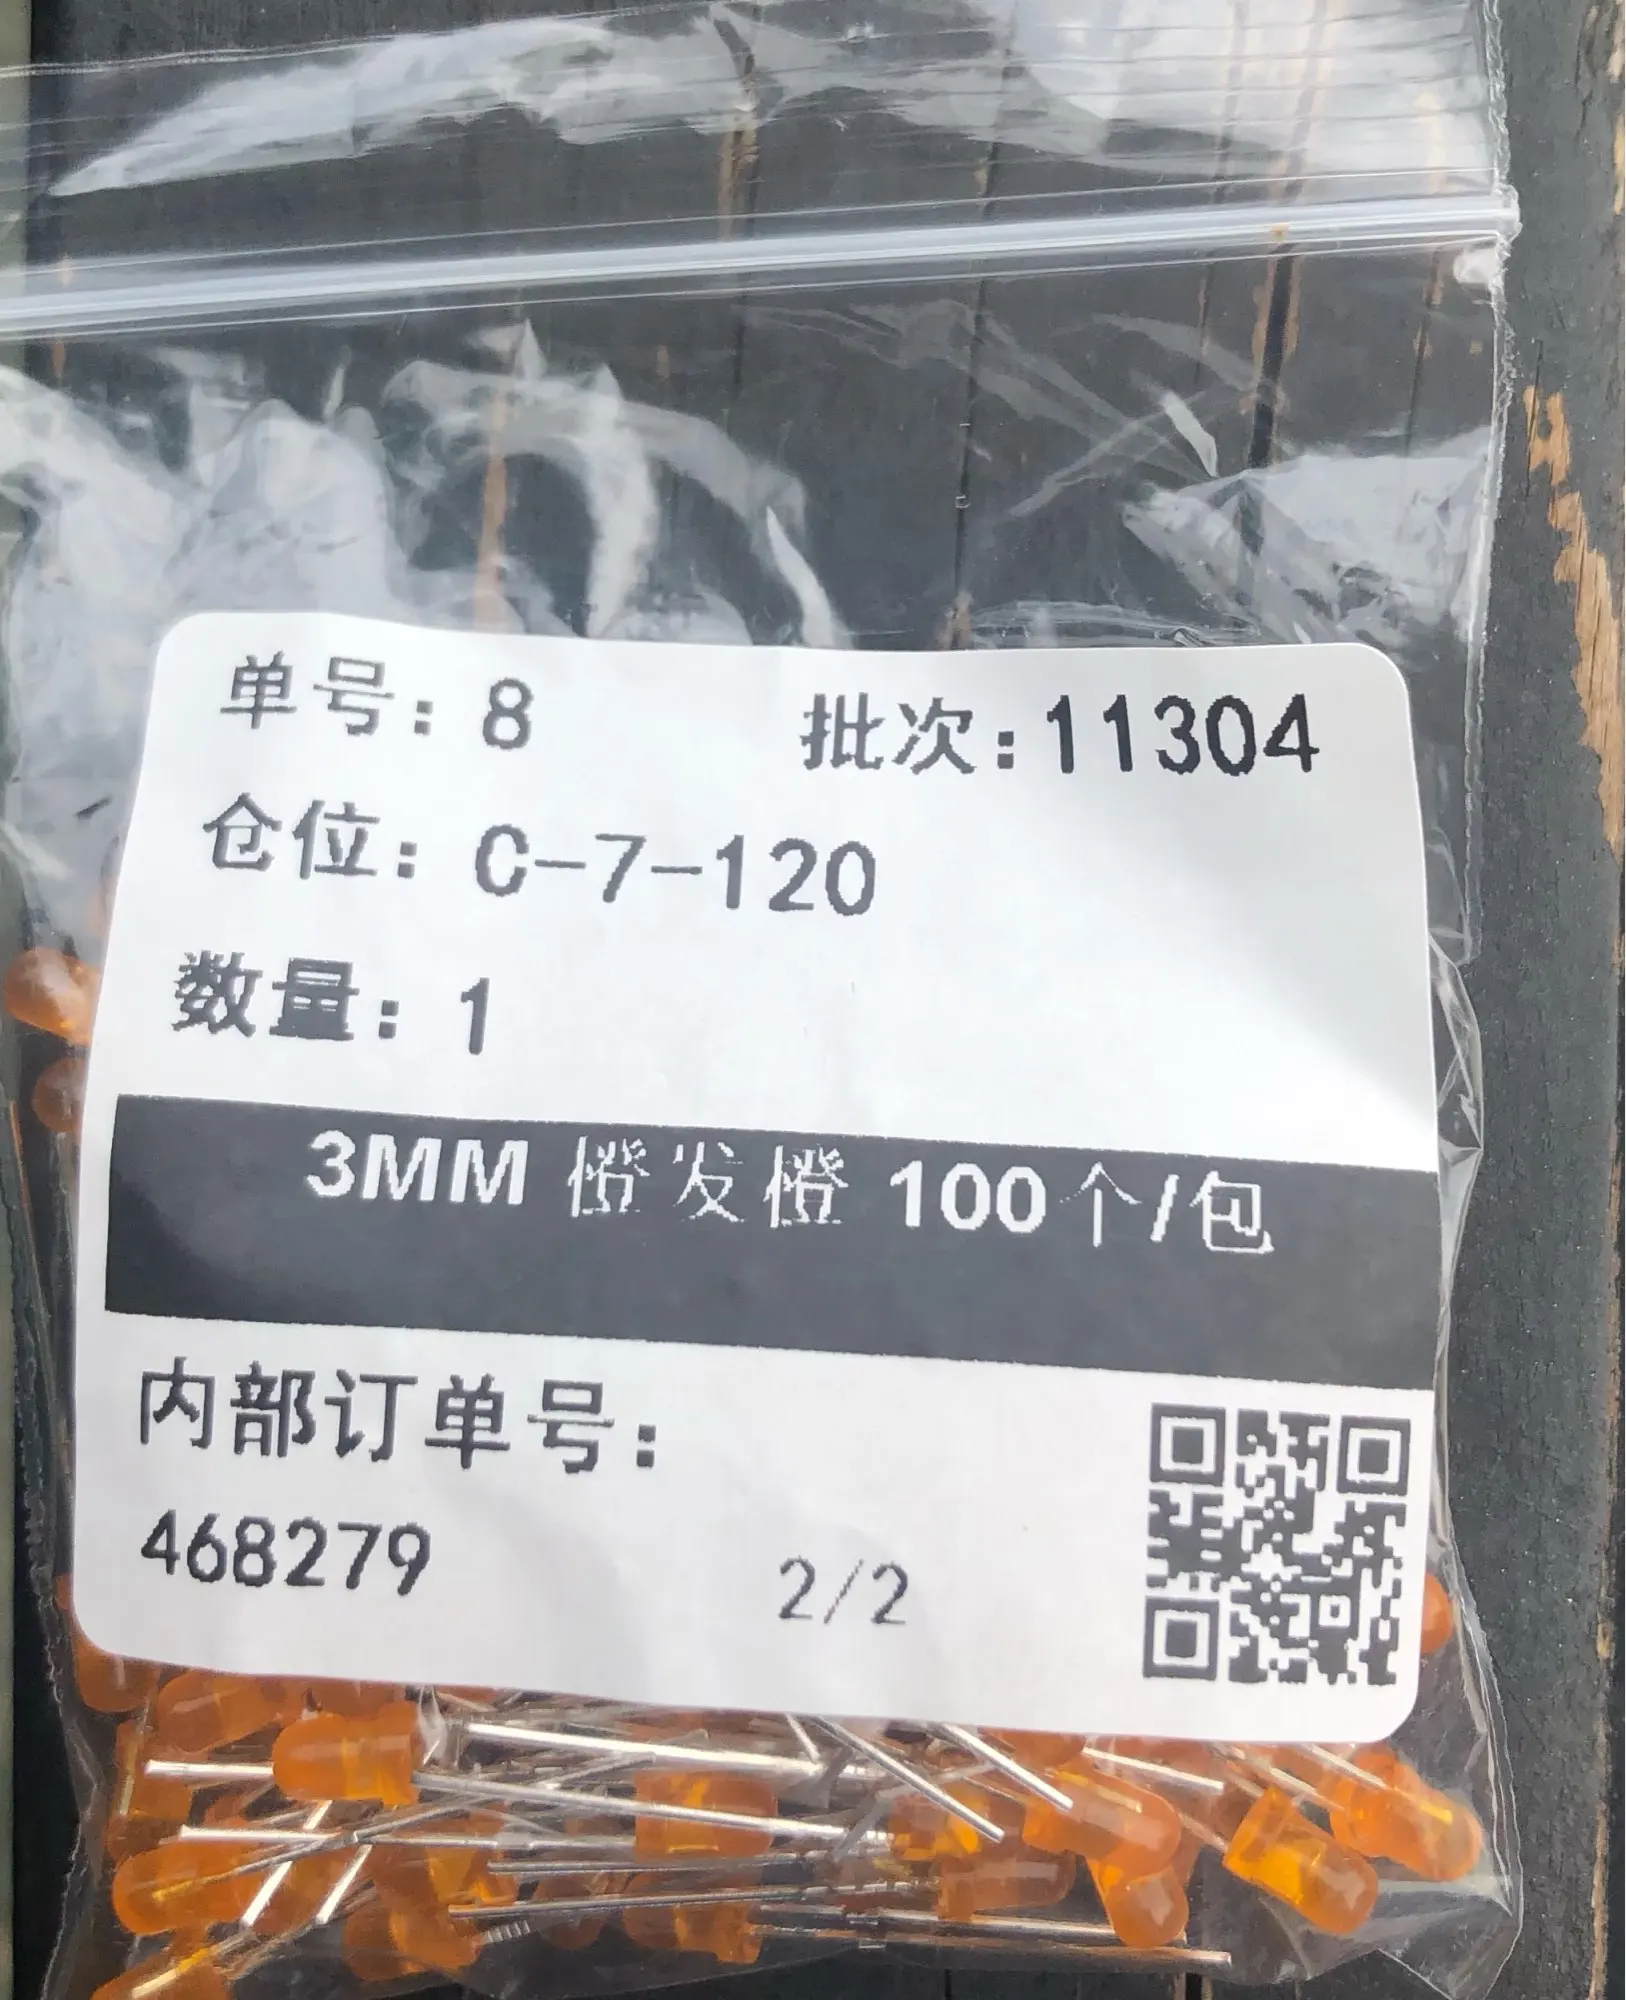 单号：8 批次：11304
仓位：C-7-120
数量：1
3MM 橙发橙 100个/包
内部订单号：
468279 2/2